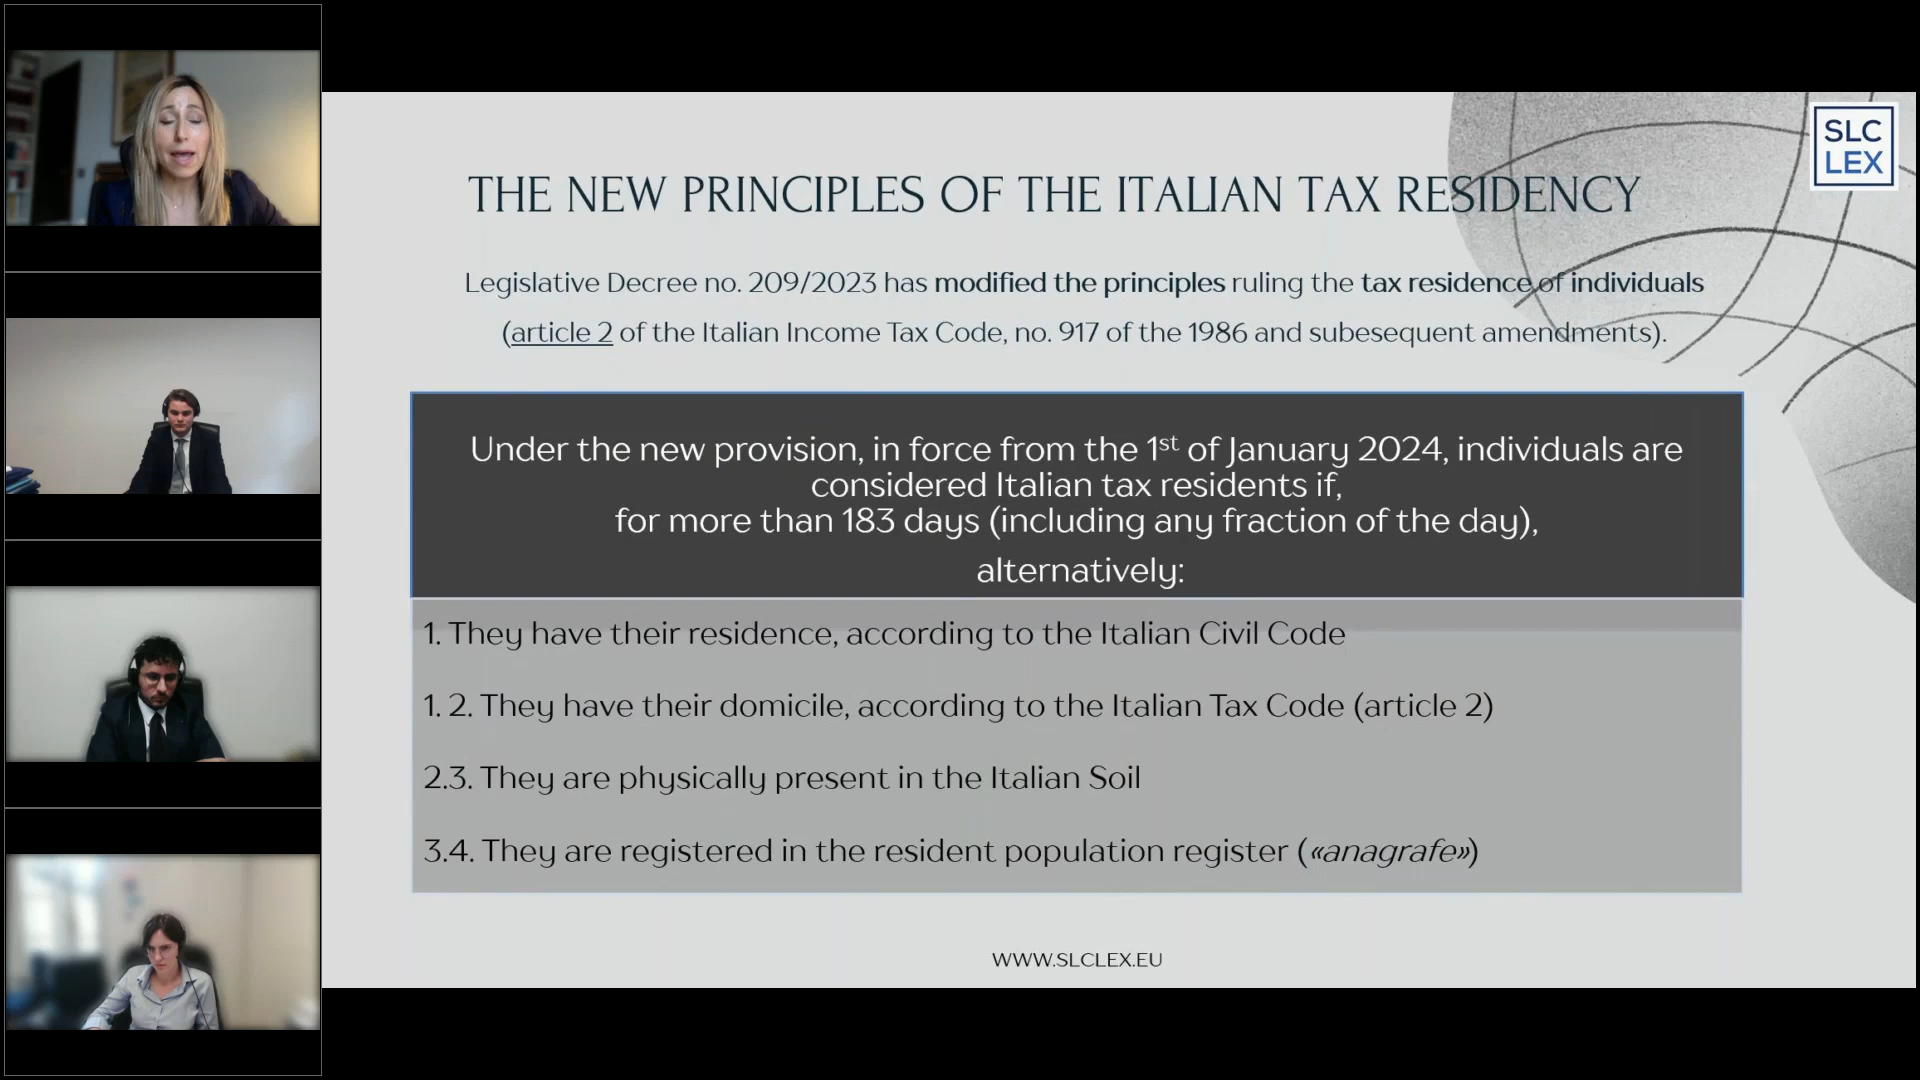 SLC
LEX
THE NEW PRINCIPLES OF THE ITALIAN TAX RESIDENCY
Legislative Decree no. 209/2023 has modified the principles ruling the tax residence of individuals
(article 2 of the Italian Income Tax Code, no. 917 of the 1986 and subesequent amendments).
Under the new provision, in force from the 1st of January 2024, individuals are
considered Italian tax residents if,
for more than 183 days (including any fraction of the day),
alternatively:
1. They have their residence, according to the Italian Civil Code
1. 2. They have their domicile, according to the Italian Tax Code (article 2)
2.3. They are physically present in the Italian Soil
3.4. They are registered in the resident population register («anagrafe»)
WWW.SLCLEX.EU